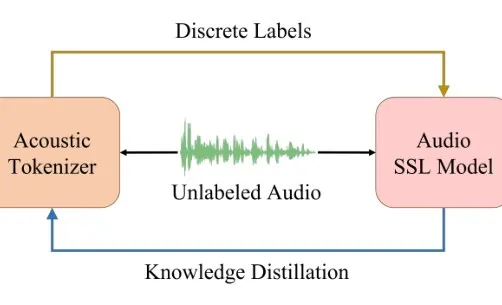 Discrete Labels
Acoustic
Tokenizer
Audio
SSL Model
Unlabeled Audio
Knowledge Distillation